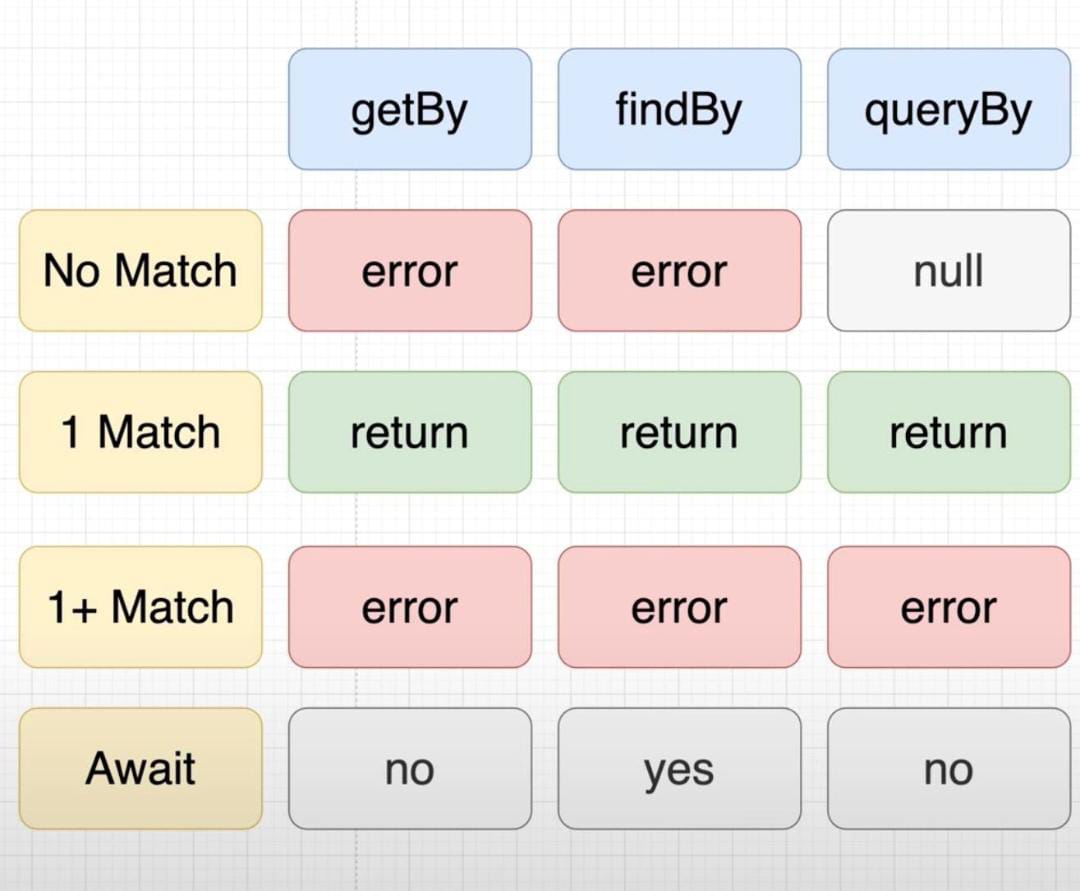 getBy findBy queryBy
No Match error error null
1 Match return return return
1+ Match error error error
Await no yes no